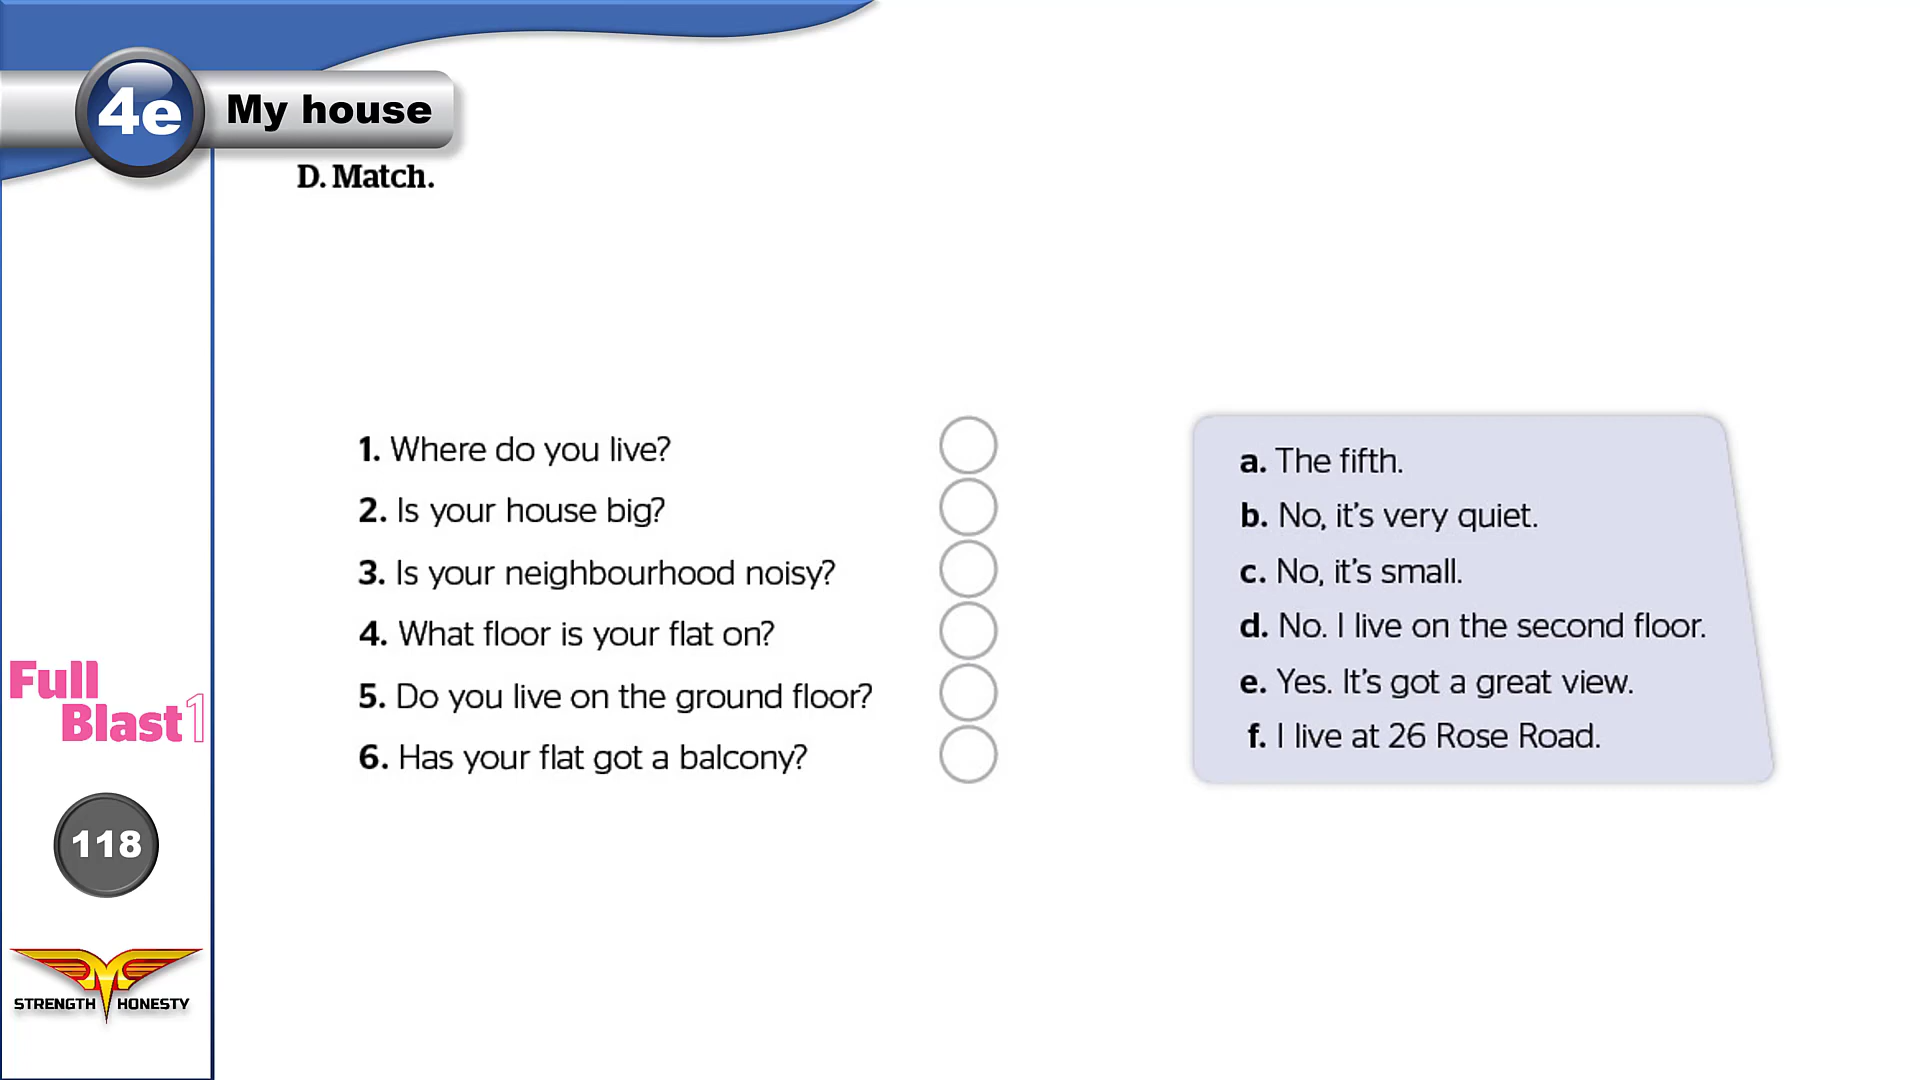 4e My house
D. Match.
1. Where do you live?
2. Is your house big?
3. Is your neighbourhood noisy?
4. What floor is your flat on?
5. Do you live on the ground floor?
6. Has your flat got a balcony?
a. The fifth.
b. No, it's very quiet.
c. No, it's small.
d. No. I live on the second floor.
e. Yes. It's got a great view.
f. I live at 26 Rose Road.
Full
Blast 1
118
STRENGTH HONESTY